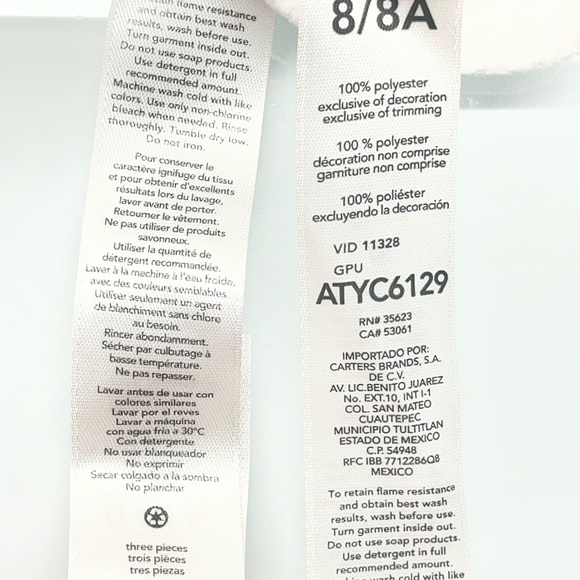 retain flame resistance
and obtain best wash
results, wash before use.
Turn garment inside out.
Do not use soap products.
Use detergent in full
recommended amount.
Machine wash cold with like
colors. Use only non-chlorine
bleach when needed. Rinse
thoroughly. Tumble dry low.
Do not iron.
Pour conserver le
caractère ignifuge du tissu
et pour obtenir d'excellents
résultats lors du lavage,
laver avant de porter.
Retourner le vêtement.
Ne pas utiliser de produits
savonneux.
Utiliser la quantité de
détergent recommandée.
Laver à la machine à l'eau froide,
avec des couleurs semblables.
Utiliser seulement un agent
de blanchiment sans chlore
au besoin.
Rincer abondamment.
Sécher par culbutage à
basse température.
Ne pas repasser.
Lavar antes de usar con
colores similares
Lavar por el reves
Lavar a máquina
con agua fria a 30°C
Con detergente
No usar blanqueador
No exprimir
Secar colgado a la sombra
No planchar
three pieces
trois pièces
tres piezas
8/8A
100% polyester
exclusive of decoration
exclusive of trimming
100 % polyester
décoration non comprise
garniture non comprise
100% poliéster
excluyendo la decoración
VID 11328
GPU
ATYC6129
RN# 35623
CA# 53061
IMPORTADO POR:
CARTERS BRANDS, S.A.
DE C.V.
AV. LIC.BENITO JUAREZ
No. EXT.10, INT I-1
COL. SAN MATEO
CUAUTEPEC
MUNICIPIO TULTITLAN
ESTADO DE MEXICO
C.P. 54948
RFC IBB 7712286Q8
MEXICO
To retain flame resistance
and obtain best wash
results, wash before use.
Turn garment inside out.
Do not use soap products.
Use detergent in full
recommended amount.
wash cold with like